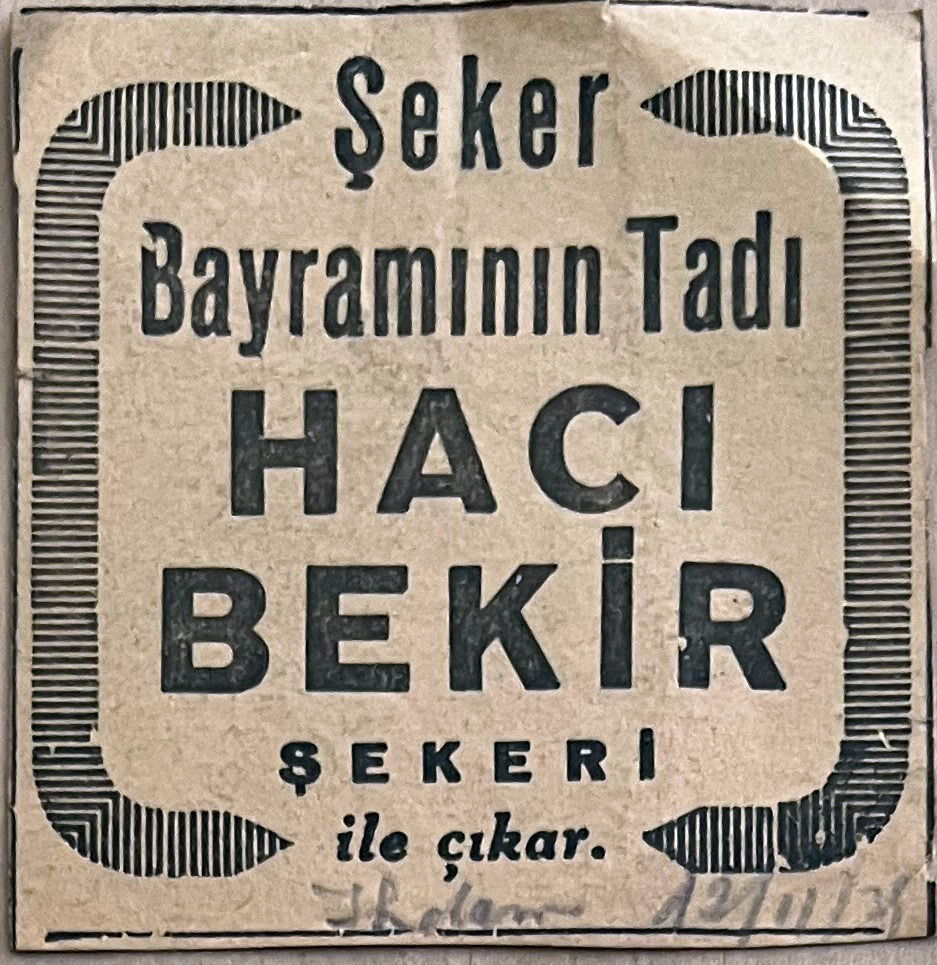 Şeker
Bayramının Tadı
HACI
BEKİR
ŞEKERİ
ile çıkar.